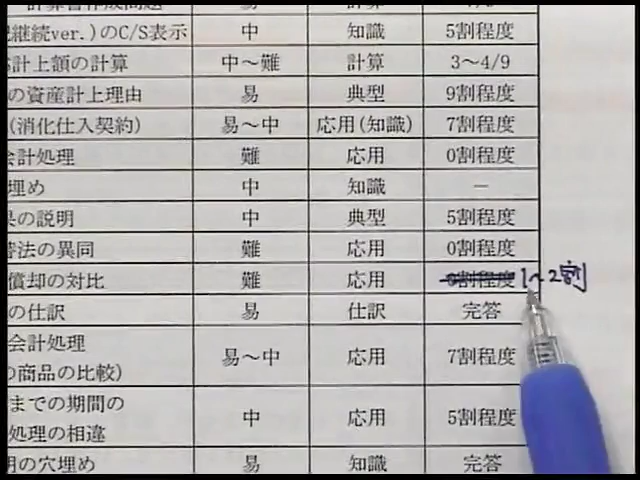 計算書作成問題 易 計算
継続ver.)のC/S表示 中 知識 5割程度
計上額の計算 中～難 計算 3～4/9
の資産計上理由 易 典型 9割程度
(消化仕入契約) 易～中 応用(知識) 7割程度
会計処理 難 応用 0割程度
埋め 中 知識 －
の説明 中 典型 5割程度
法の異同 難 応用 0割程度
償却の対比 難 応用 0割程度 1～2割
の仕訳 易 仕訳 完答
会計処理
の商品の比較) 易～中 応用 7割程度
までの期間の
処理の相違 中 応用 5割程度
の穴埋め 易 知識 完答